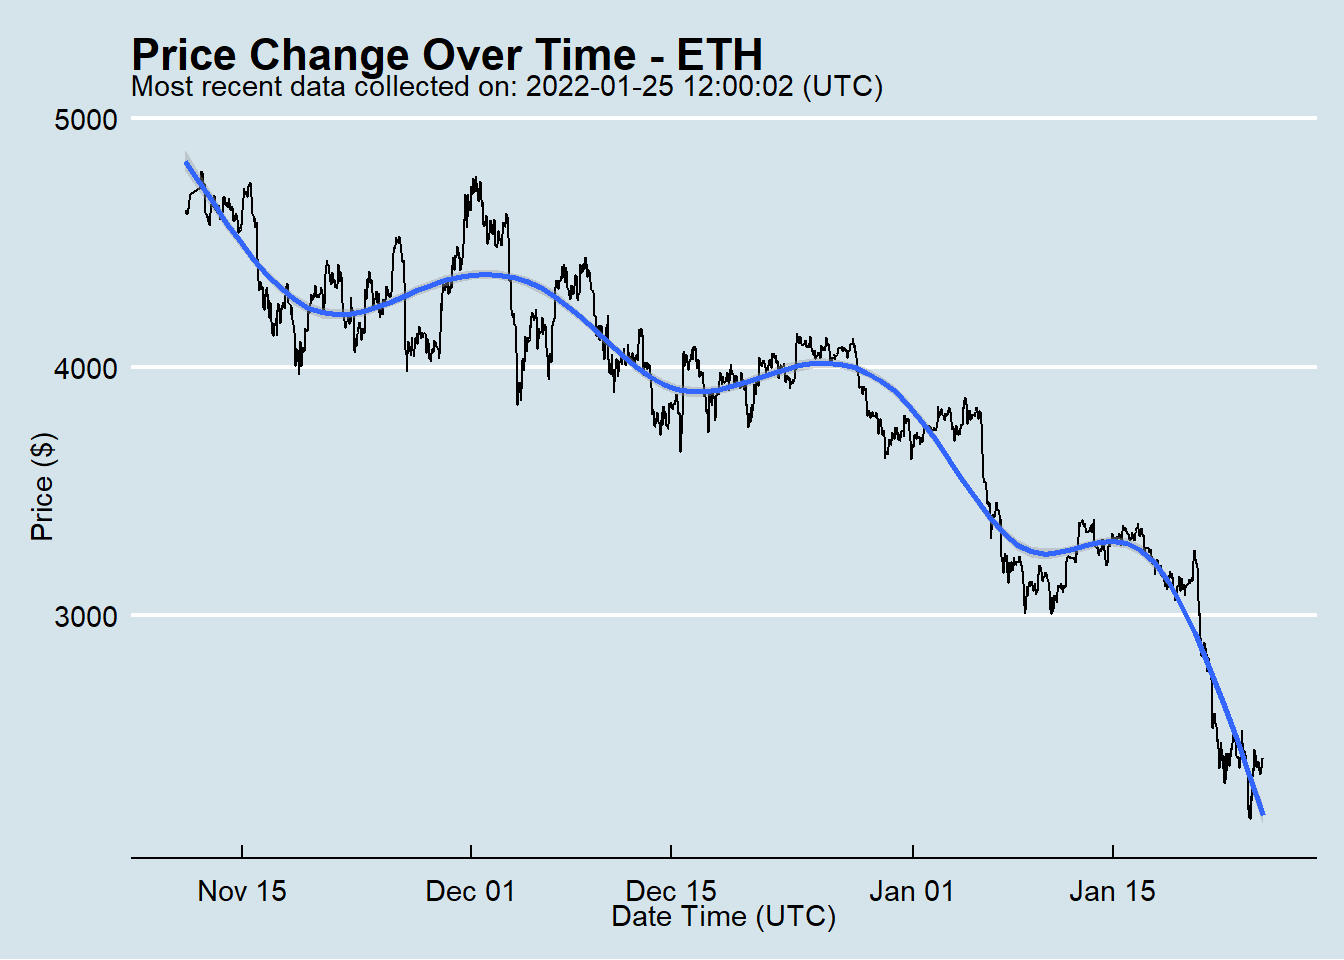 Price Change Over Time - ETH
Most recent data collected on: 2022-01-25 12:00:02 (UTC)
5000
4000
3000
Price ($)
Nov 15 Dec 01 Dec 15 Jan 01 Jan 15
Date Time (UTC)